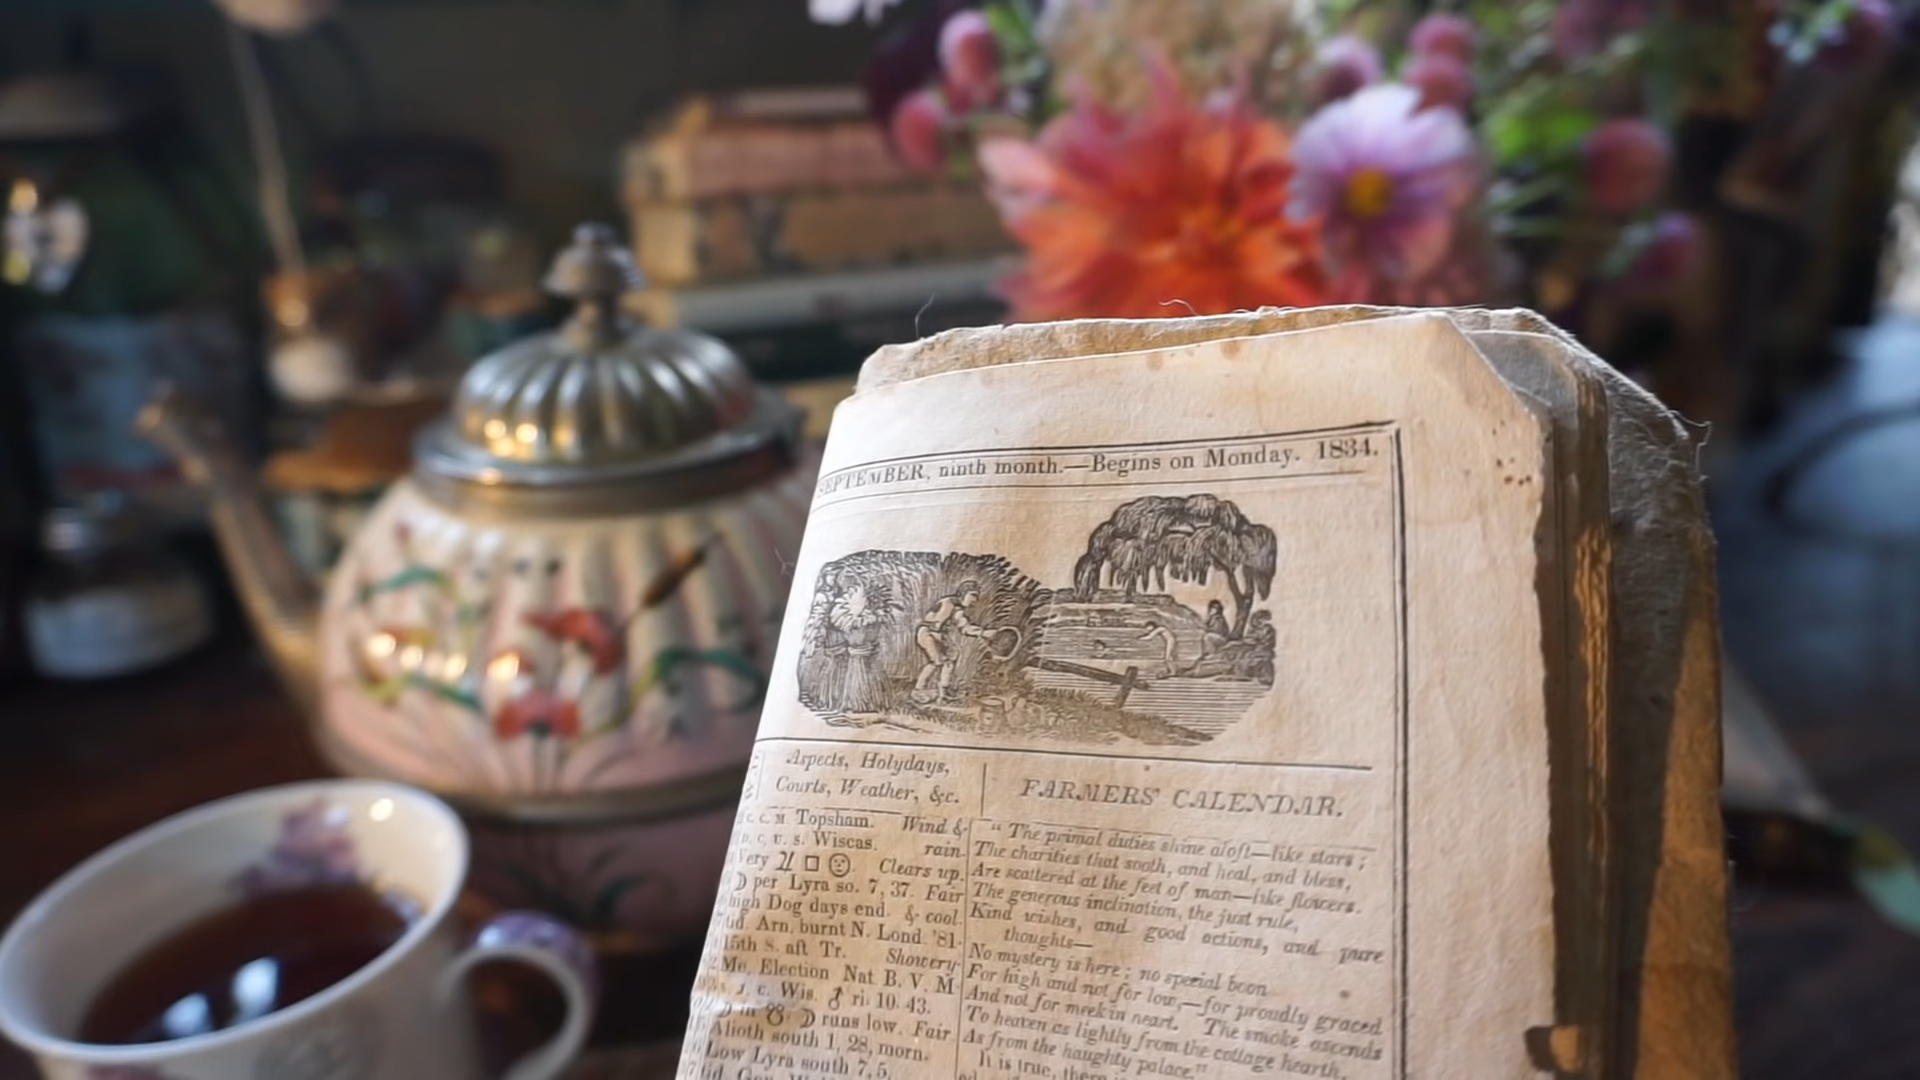 SEPTEMBER, ninth month.—Begins on Monday. 1834.
Aspects, Holydays,
Courts, Weather, &c.
c. c. M Topsham. Wind &
p. c. U. s. Wiscas. rain
Very ♃ □ Clears up.
☽ per Lyra so. 7, 37. Fair
high Dog days end. & cool
Arn. burnt N. Lond. '81.
15th S. aft Tr. Showery
Me. Election Nat B. V. M
s. J. c. Wis. ♂ ri. 10. 43.
☽ in ☽ runs low. Fair
Alioth south 1, 28, morn.
Low Lyra south 7, 5,
FARMERS' CALENDAR.
"The primal duties shine aloft—like stars;
The charities that sooth, and heal, and bless,
Are scattered at the feet of man—like flowers.
The generous inclination, the just rule,
Kind wishes, and good actions, and pure
thoughts—
No mystery is here; no special boon
For high and not for low,—for proudly graced
And not for meek in heart. The smoke ascends
To heaven as lightly from the cottage hearth,
As from the haughty palace."
It is true, there